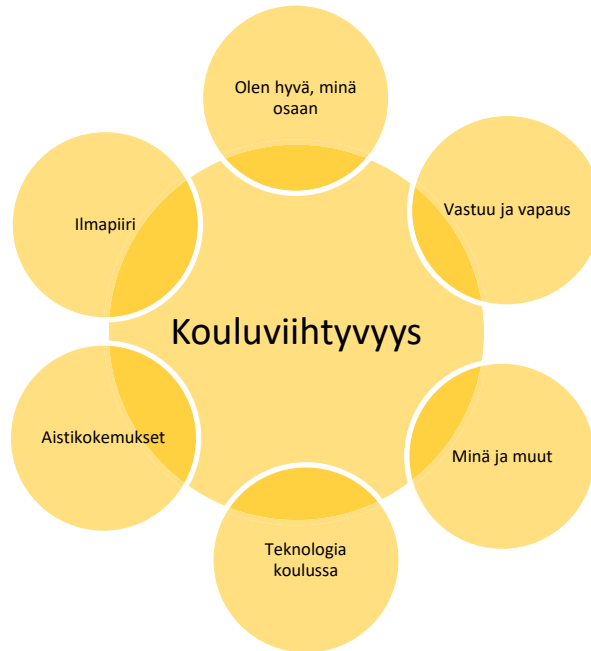 Olen hyvä, minä
osaan
Vastuu ja vapaus
Ilmapiiri
Kouluviihtyvyys
Aistikokemukset
Minä ja muut
Teknologia
koulussa